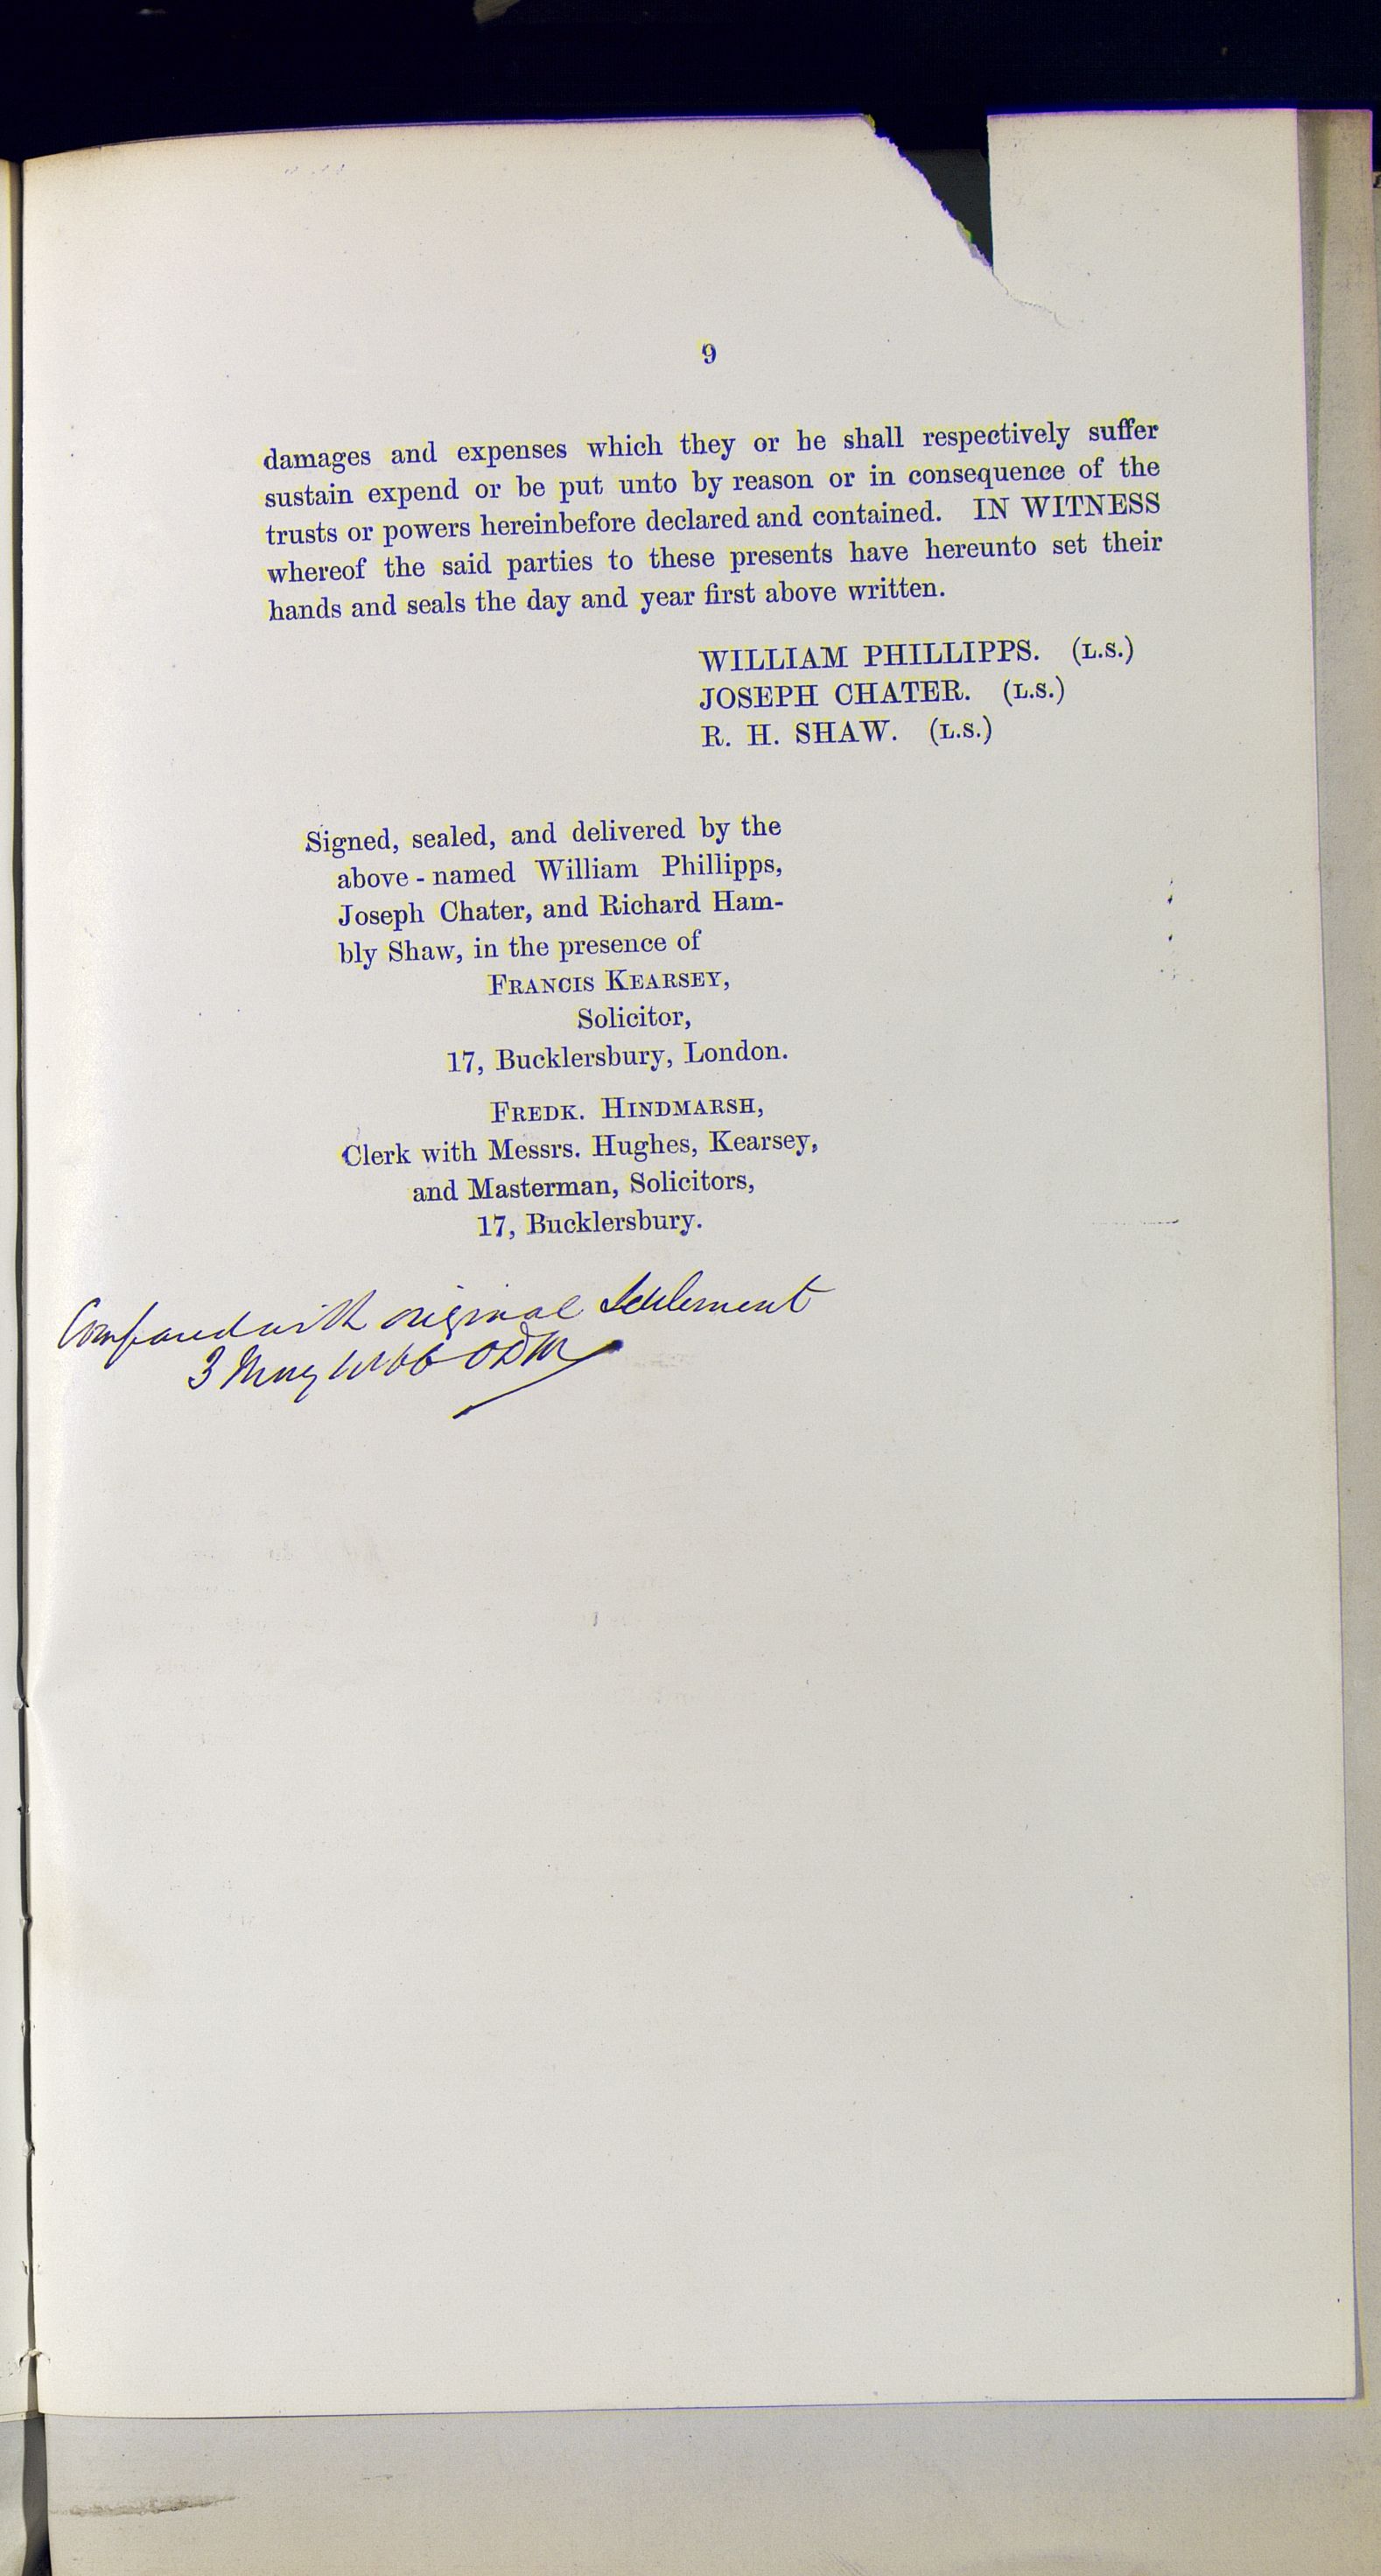 9
damages and expenses which they or he shall respectively suffer
sustain expend or be put unto by reason or in consequence of the
trusts or powers hereinbefore declared and contained. IN WITNESS
whereof the said parties to these presents have hereunto set their
hands and seals the day and year first above written.
WILLIAM PHILLIPPS. (L.S.)
JOSEPH CHATER. (L.S.)
R. H. SHAW. (L.S.)
Signed, sealed, and delivered by the
above-named William Phillipps,
Joseph Chater, and Richard Ham-
bly Shaw, in the presence of
FRANCIS KEARSEY,
Solicitor,
17, Bucklersbury, London.
FREDK. HINDMARSH,
Clerk with Messrs. Hughes, Kearsey,
and Masterman, Solicitors,
17, Bucklersbury.
Compared with original Settlement
3 May